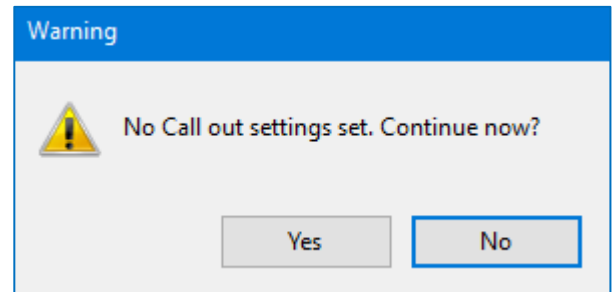 Warning
No Call out settings set. Continue now?
Yes
No